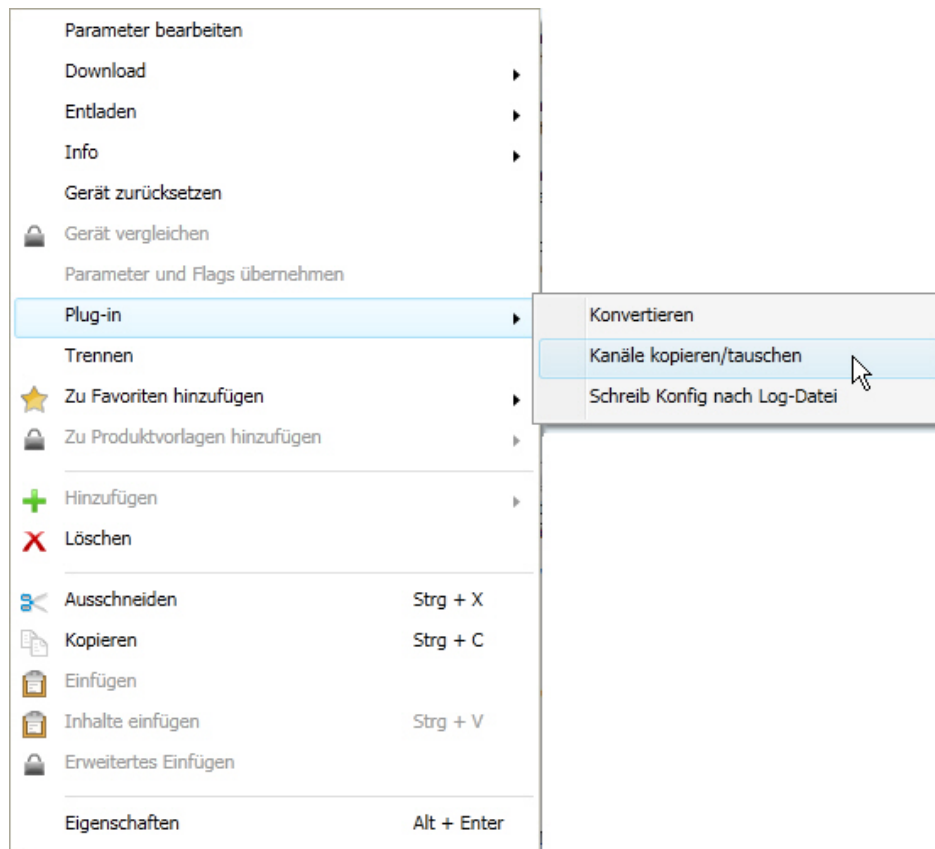 Parameter bearbeiten
Download
Entladen
Info
Gerät zurücksetzen
Gerät vergleichen
Parameter und Flags übernehmen
Plug-in
Konvertieren
Kanäle kopieren/tauschen
Schreib Konfig nach Log-Datei
Trennen
Zu Favoriten hinzufügen
Zu Produktvorlagen hinzufügen
Hinzufügen
Löschen
Ausschneiden Strg + X
Kopieren Strg + C
Einfügen
Inhalte einfügen Strg + V
Erweitertes Einfügen
Eigenschaften Alt + Enter